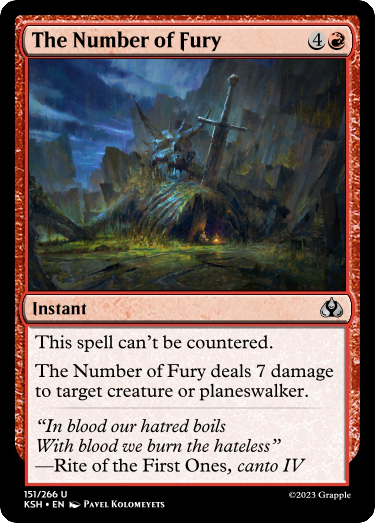 The Number of Fury 4
Instant
This spell can't be countered.
The Number of Fury deals 7 damage
to target creature or planeswalker.
“In blood our hatred boils
With blood we burn the hateless”
—Rite of the First Ones, canto IV
151/266 U
KSH • EN Pavel Kolomeyets
©2023 Grapple